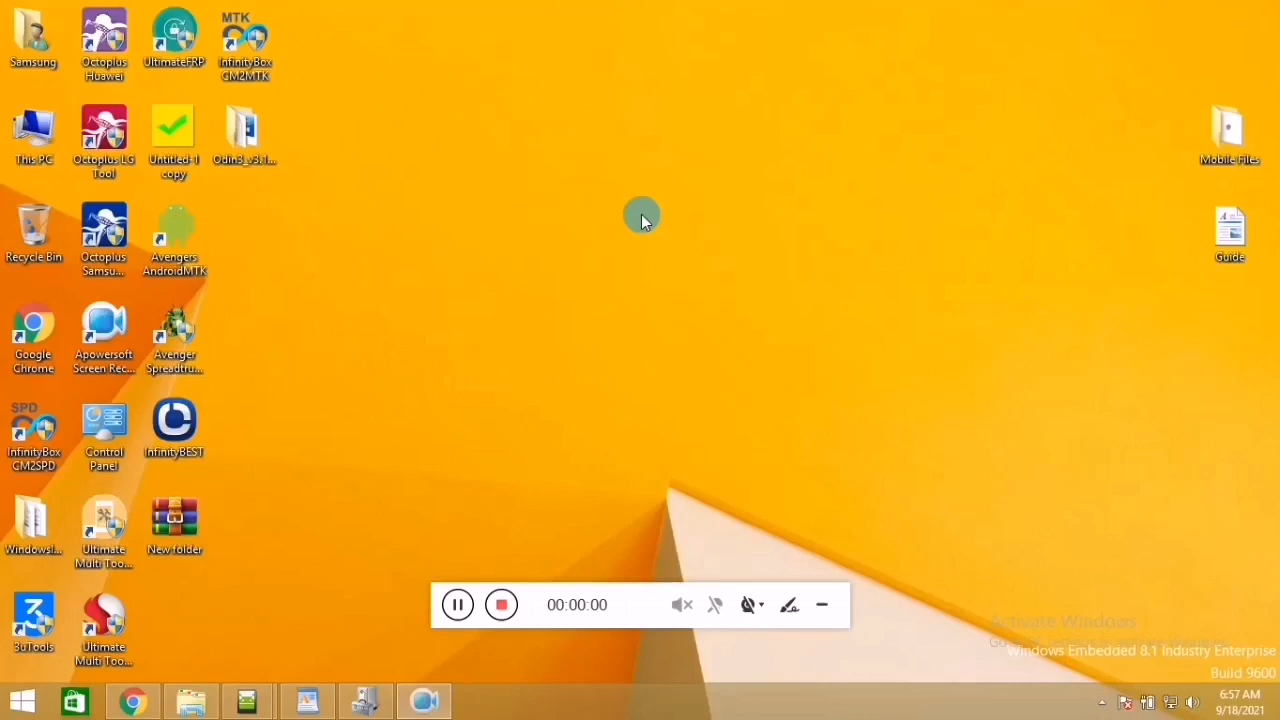 Samsung
Octoplus
Huawei
UltimateFRP
MTK
InfinityBox
CM2MTK
This PC
Octoplus LG
Tool
Untitled-1
copy
Odin3_v3.1...
Mobile Files
Recycle Bin
Octoplus
Samsu...
Avengers
AndroidMTK
Guide
Google
Chrome
Apowersoft
Screen Rec...
Avenger
Spreadtru...
SPD
InfinityBox
CM2SPD
Control
Panel
InfinityBEST
WindowsI...
Ultimate
Multi Too...
New folder
3uTools
Ultimate
Multi Too...
00:00:00
Activate Windows
Windows Embedded 8.1 Industry Enterprise
Build 9600
6:57 AM
9/18/2021